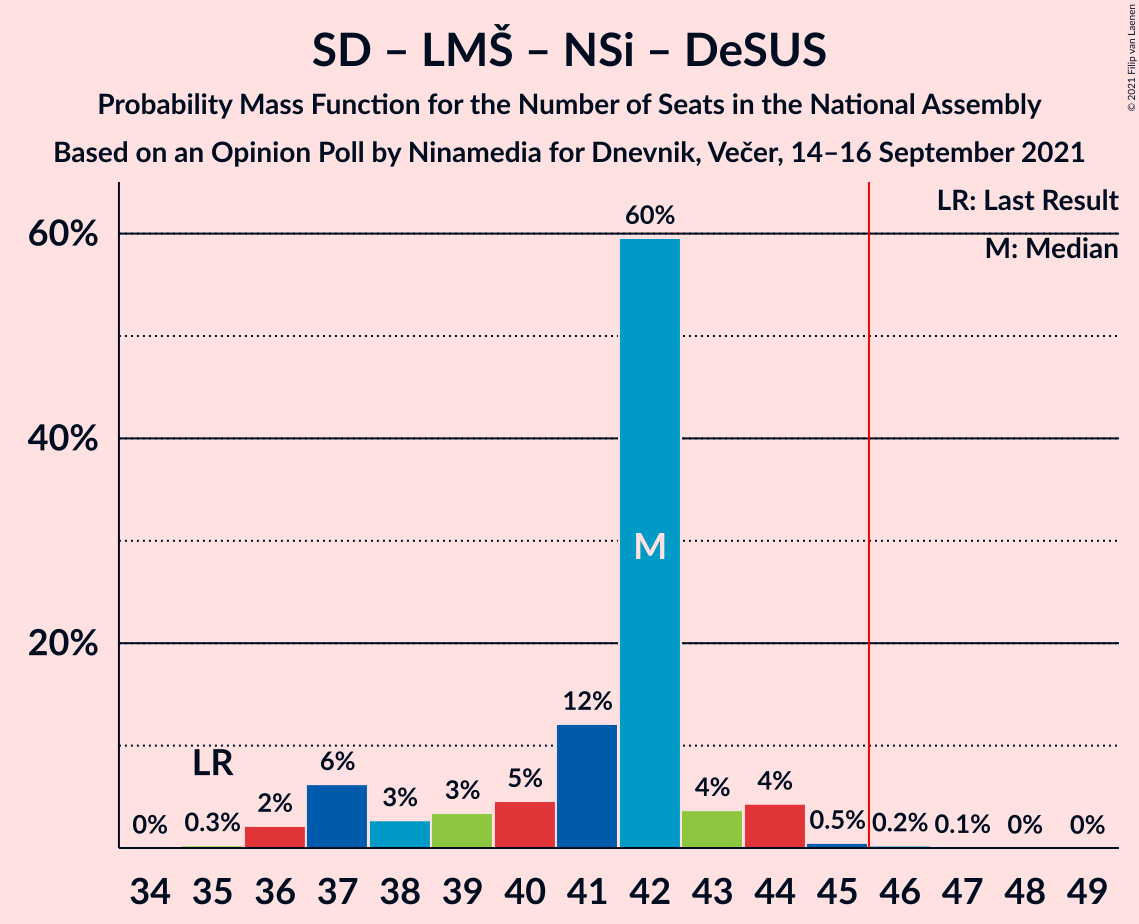 SD – LMŠ – NSi – DeSUS
Probability Mass Function for the Number of Seats in the National Assembly
Based on an Opinion Poll by Ninamedia for Dnevnik, Večer, 14–16 September 2021
© 2021 Filip van Laenen
LR: Last Result
M: Median
60%
40%
20%
0%
0.3%
2%
6%
3%
3%
5%
12%
60%
4%
4%
0.5%
0.2%
0.1%
0%
0%
LR
M
34 35 36 37 38 39 40 41 42 43 44 45 46 47 48 49